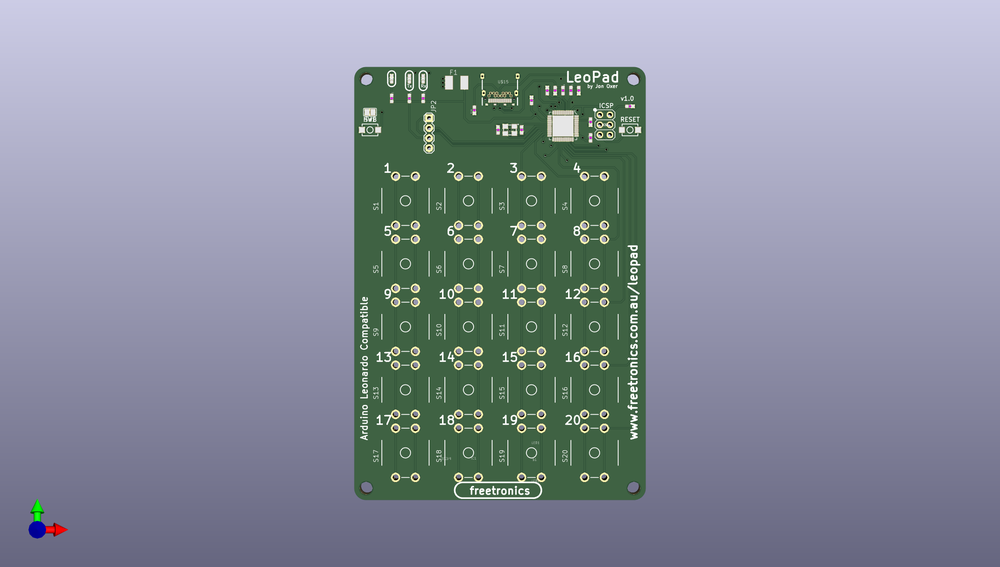 F1
LeoPad
by Jon Oxer
v1.0
JP2
ICSP
SWB
RESET
1
2
3
4
S1
S2
S3
S4
5
6
7
8
S5
S6
S7
S8
9
10
11
12
S9
S10
S11
S12
13
14
15
16
S13
S14
S15
S16
17
18
19
20
S17
S18
S19
S20
Arduino Leonardo Compatible
www.freetronics.com.au/leopad
freetronics